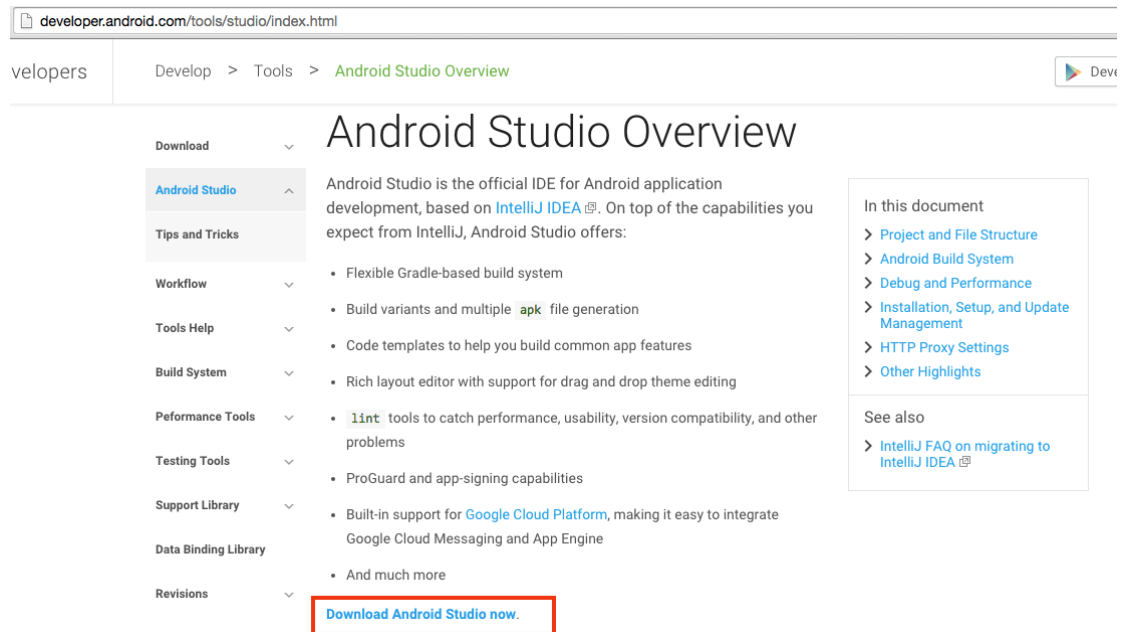 developer.android.com/tools/studio/index.html
velopers
Develop > Tools > Android Studio Overview
Deve
Download
Android Studio
Tips and Tricks
Workflow
Tools Help
Build System
Peformance Tools
Testing Tools
Support Library
Data Binding Library
Revisions
Android Studio Overview
Android Studio is the official IDE for Android application
development, based on IntelliJ IDEA. On top of the capabilities you
expect from IntelliJ, Android Studio offers:
• Flexible Gradle-based build system
• Build variants and multiple apk file generation
• Code templates to help you build common app features
• Rich layout editor with support for drag and drop theme editing
• lint tools to catch performance, usability, version compatibility, and other
problems
• ProGuard and app-signing capabilities
• Built-in support for Google Cloud Platform, making it easy to integrate
Google Cloud Messaging and App Engine
• And much more
Download Android Studio now.
In this document
Project and File Structure
Android Build System
Debug and Performance
Installation, Setup, and Update
Management
HTTP Proxy Settings
Other Highlights
See also
IntelliJ FAQ on migrating to
IntelliJ IDEA